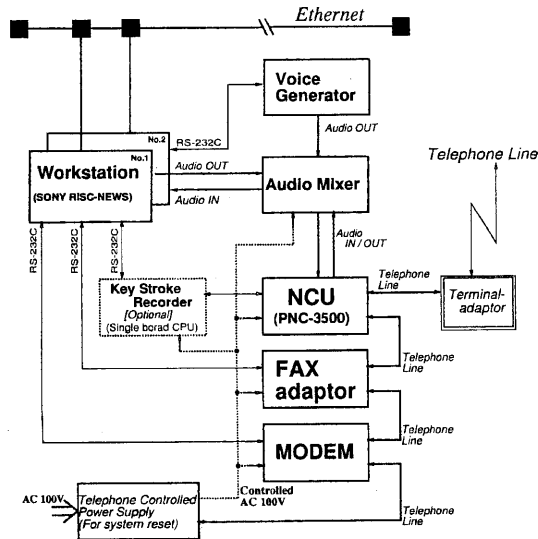 Ethernet
Voice
Generator
No.2
No.1
RS-232C
Audio OUT
Workstation
(SONY RISC-NEWS)
Audio OUT
Audio IN
Audio Mixer
Telephone Line
RS-232C
RS-232C
RS-232C
Audio
IN / OUT
Key Stroke
Recorder
[Optional]
(Single borad CPU)
NCU
(PNC-3500)
Telephone
Line
Terminal-
adaptor
FAX
adaptor
Telephone
Line
MODEM
Telephone
Line
AC 100V
Telephone Controlled
Power Supply
(For system reset)
Controlled
AC 100V
Telephone
Line